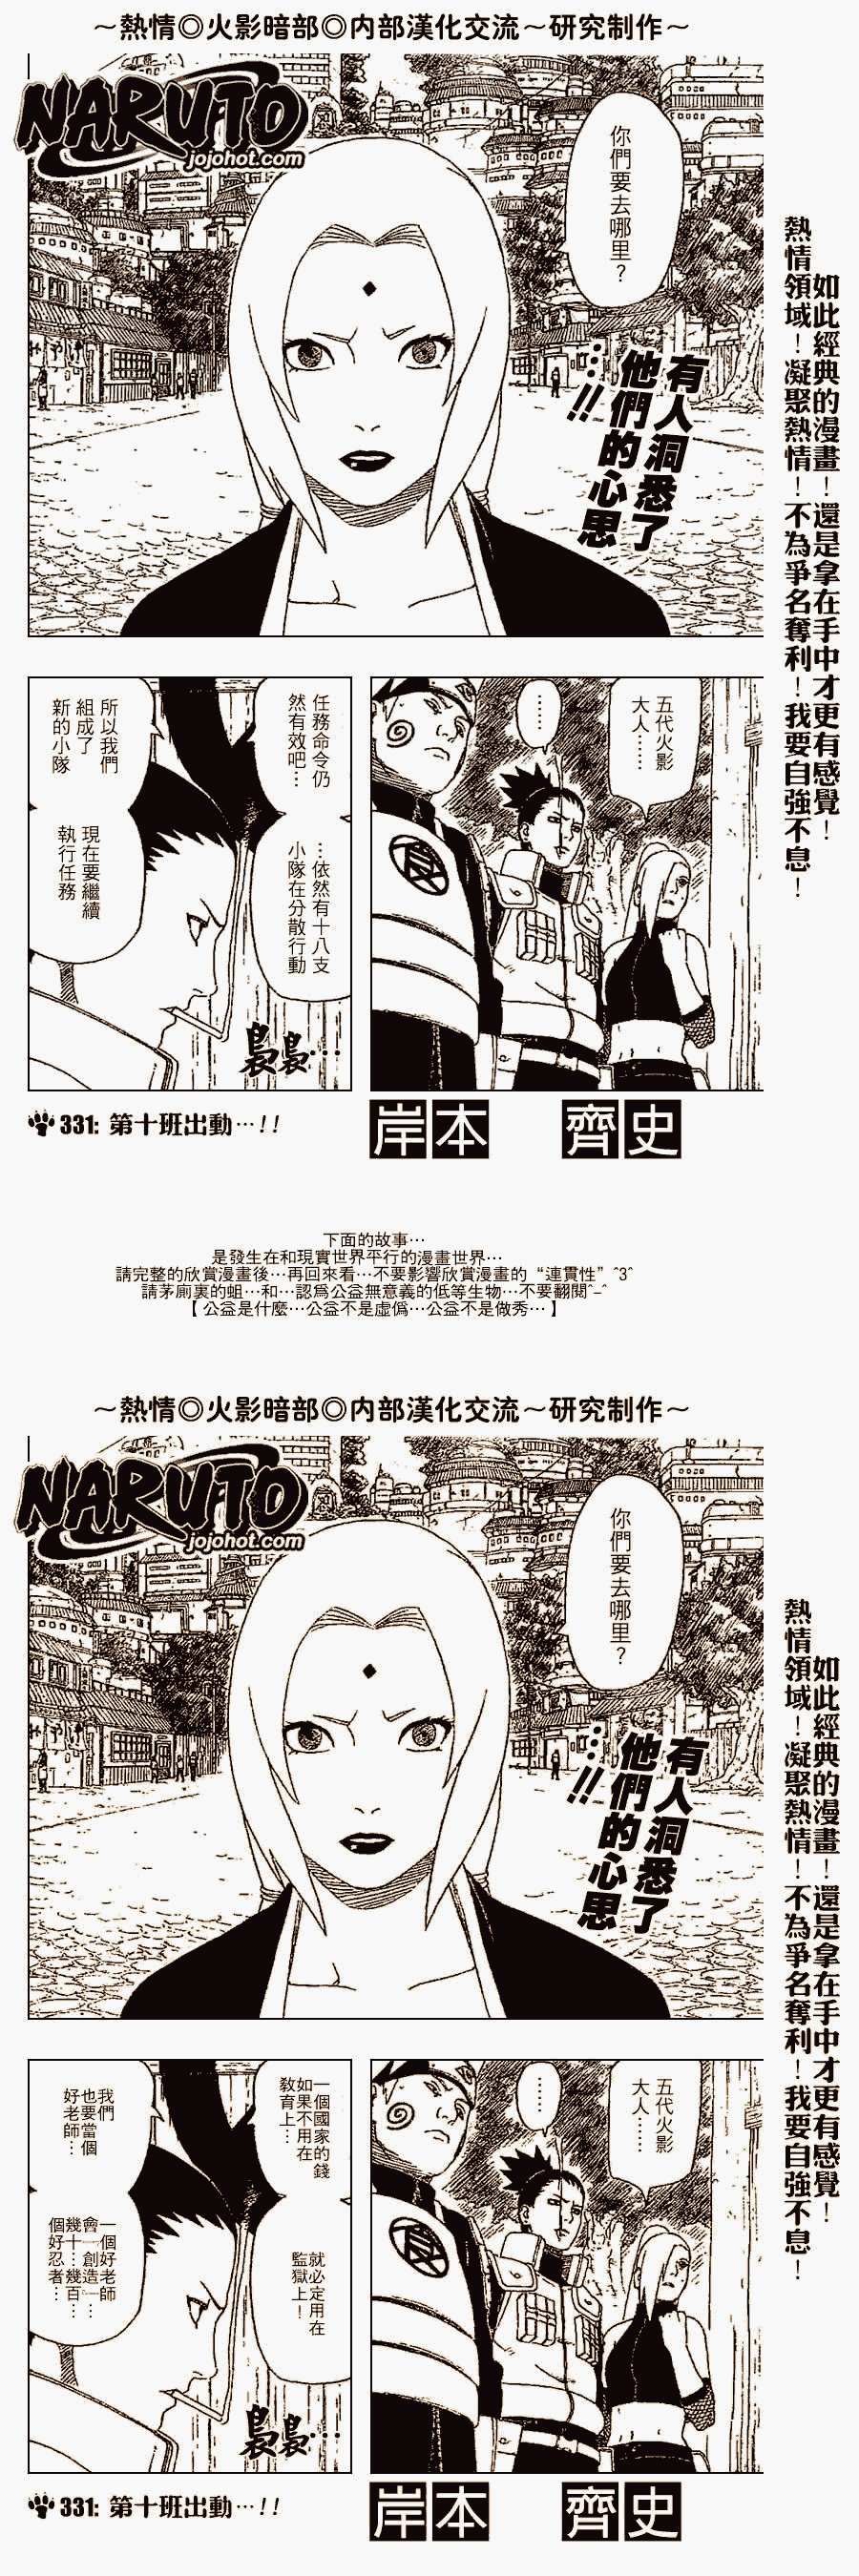 ～熱情◎火影暗部◎内部漢化交流～研究制作～
NARUTO
jojohot.com
你們要去哪里？
有人洞悉了
他們的心思
…!!
如此經典的漫畫！還是拿在手中才更有感覺！
熱情領域！凝聚熱情！不為爭名奪利！我要自強不息！
五代火影
大人……
……
任務命令仍
然有效吧…
…依然有十八支
小隊在分散行動
所以我們
組成了
新的小隊
現在要繼續
執行任務
裊裊…
331: 第十班出動…!!
岸本 齊史
下面的故事…
是發生在和現實世界平行的漫畫世界…
請完整的欣賞漫畫後…再回來看…不要影響欣賞漫畫的“連貫性”^3^
請茅廁裏的蛆…和…認爲公益無意義的低等生物…不要翻閱^-^
【 公益是什麽…公益不是虛僞…公益不是做秀… 】
～熱情◎火影暗部◎内部漢化交流～研究制作～
NARUTO
jojohot.com
你們要去哪里？
有人洞悉了
他們的心思
…!!
如此經典的漫畫！還是拿在手中才更有感覺！
熱情領域！凝聚熱情！不為爭名奪利！我要自強不息！
五代火影
大人……
……
一個國家的錢
如果不用在
教育上…
就必定用在
監獄上！
我們
也要當個
好老師…
一個好老師
會…創造…
幾十…幾百…
個好忍者…
裊裊…
331: 第十班出動…!!
岸本 齊史